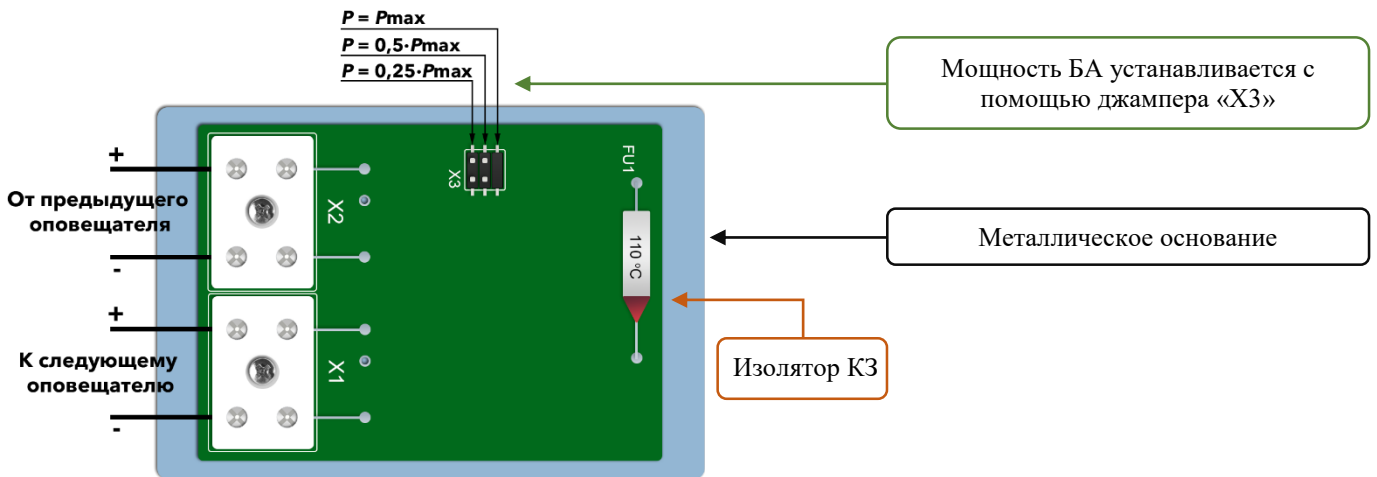 P = Pmax
P = 0,5·Pmax
P = 0,25·Pmax
Мощность БА устанавливается с
помощью джампера «X3»
+
От предыдущего
оповещателя
-
X2
X3
FU1
110 °C
Металлическое основание
+
К следующему
оповещателю
-
X1
Изолятор КЗ